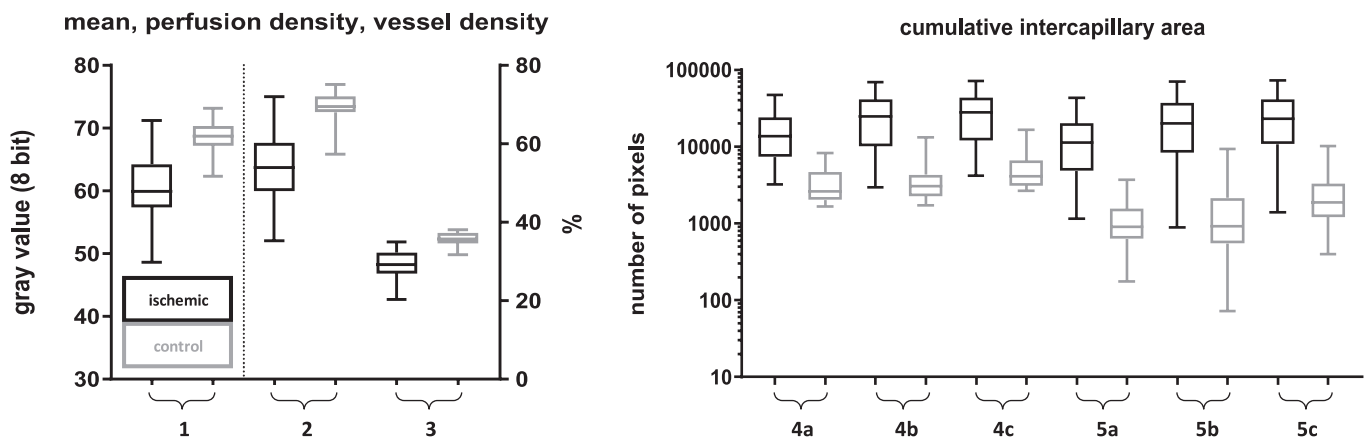 mean, perfusion density, vessel density
gray value (8 bit)
80
70
60
50
40
30
80
60
40
20
0
%
ischemic
control
1
2
3
cumulative intercapillary area
number of pixels
100000
10000
1000
100
10
4a
4b
4c
5a
5b
5c